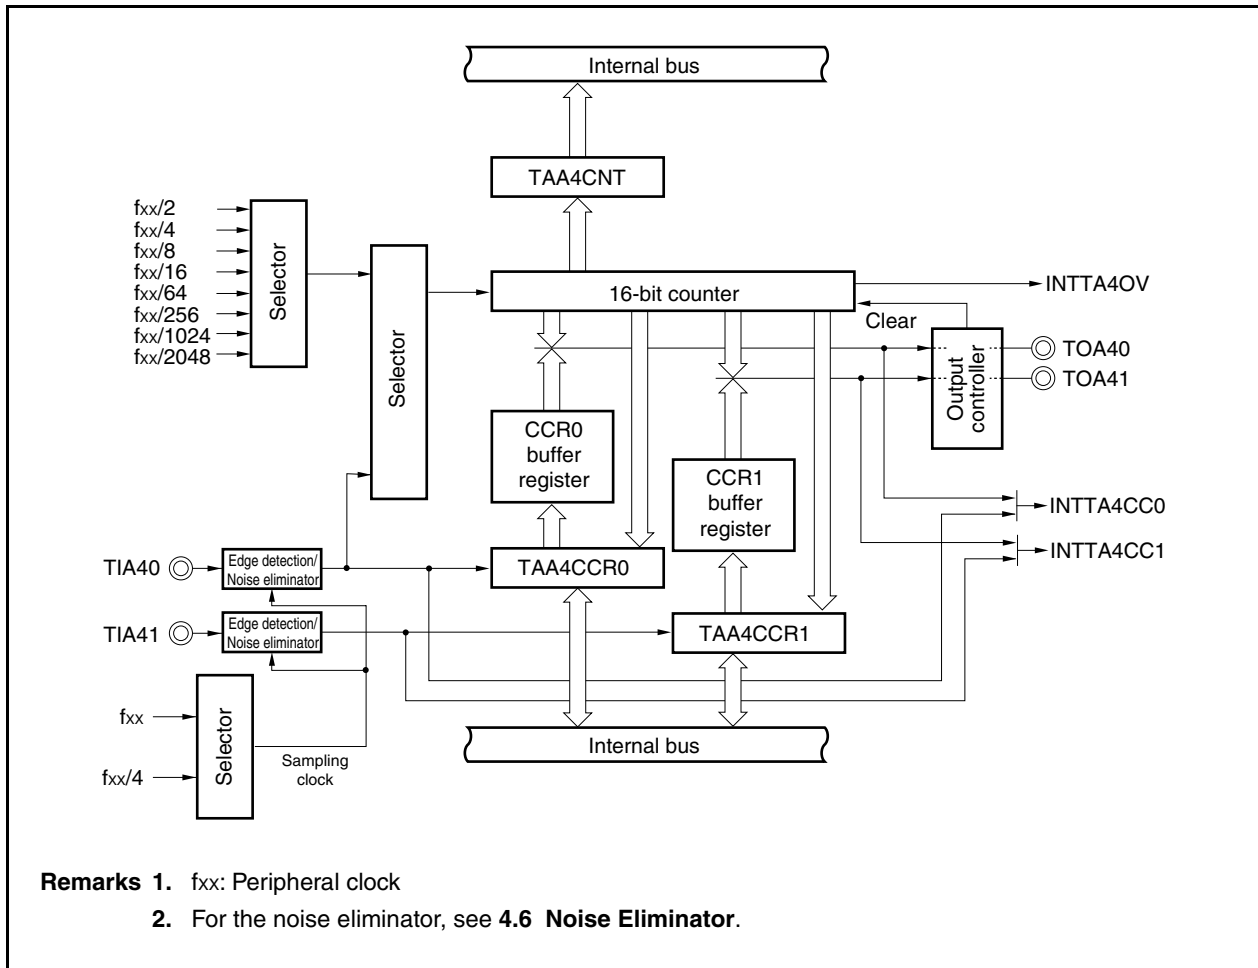 Internal bus
TAA4CNT
fxx/2
fxx/4
fxx/8
fxx/16
fxx/64
fxx/256
fxx/1024
fxx/2048
Selector
Selector
16-bit counter
INTTA4OV
Clear
Output
controller
TOA40
TOA41
CCR0
buffer
register
CCR1
buffer
register
INTTA4CC0
INTTA4CC1
TIA40
Edge detection/
Noise eliminator
TAA4CCR0
TIA41
Edge detection/
Noise eliminator
TAA4CCR1
fxx
fxx/4
Selector
Sampling
clock
Internal bus
Remarks 1. fxx: Peripheral clock
2. For the noise eliminator, see 4.6 Noise Eliminator.